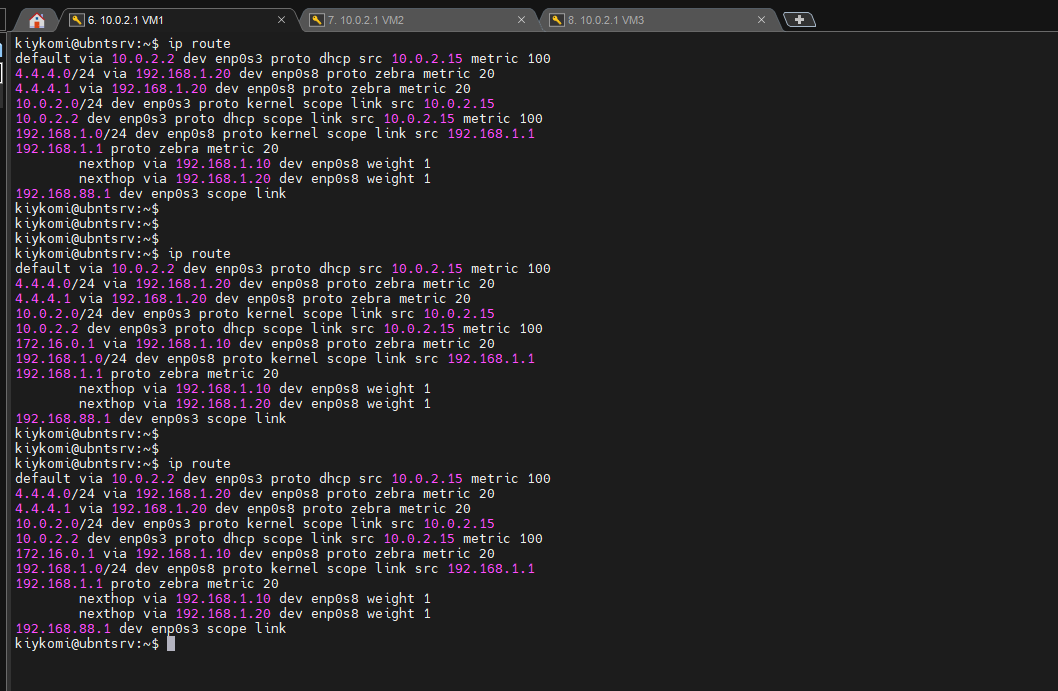 6. 10.0.2.1 VM1
7. 10.0.2.1 VM2
8. 10.0.2.1 VM3
kiykomi@ubntsrv:~$ ip route
default via 10.0.2.2 dev enp0s3 proto dhcp src 10.0.2.15 metric 100
4.4.4.0/24 via 192.168.1.20 dev enp0s8 proto zebra metric 20
4.4.4.1 via 192.168.1.20 dev enp0s8 proto zebra metric 20
10.0.2.0/24 dev enp0s3 proto kernel scope link src 10.0.2.15
10.0.2.2 dev enp0s3 proto dhcp scope link src 10.0.2.15 metric 100
192.168.1.0/24 dev enp0s8 proto kernel scope link src 192.168.1.1
192.168.1.1 proto zebra metric 20
nexthop via 192.168.1.10 dev enp0s8 weight 1
nexthop via 192.168.1.20 dev enp0s8 weight 1
192.168.88.1 dev enp0s3 scope link
kiykomi@ubntsrv:~$
kiykomi@ubntsrv:~$
kiykomi@ubntsrv:~$
kiykomi@ubntsrv:~$ ip route
default via 10.0.2.2 dev enp0s3 proto dhcp src 10.0.2.15 metric 100
4.4.4.0/24 via 192.168.1.20 dev enp0s8 proto zebra metric 20
4.4.4.1 via 192.168.1.20 dev enp0s8 proto zebra metric 20
10.0.2.0/24 dev enp0s3 proto kernel scope link src 10.0.2.15
10.0.2.2 dev enp0s3 proto dhcp scope link src 10.0.2.15 metric 100
172.16.0.1 via 192.168.1.10 dev enp0s8 proto zebra metric 20
192.168.1.0/24 dev enp0s8 proto kernel scope link src 192.168.1.1
192.168.1.1 proto zebra metric 20
nexthop via 192.168.1.10 dev enp0s8 weight 1
nexthop via 192.168.1.20 dev enp0s8 weight 1
192.168.88.1 dev enp0s3 scope link
kiykomi@ubntsrv:~$
kiykomi@ubntsrv:~$
kiykomi@ubntsrv:~$ ip route
default via 10.0.2.2 dev enp0s3 proto dhcp src 10.0.2.15 metric 100
4.4.4.0/24 via 192.168.1.20 dev enp0s8 proto zebra metric 20
4.4.4.1 via 192.168.1.20 dev enp0s8 proto zebra metric 20
10.0.2.0/24 dev enp0s3 proto kernel scope link src 10.0.2.15
10.0.2.2 dev enp0s3 proto dhcp scope link src 10.0.2.15 metric 100
172.16.0.1 via 192.168.1.10 dev enp0s8 proto zebra metric 20
192.168.1.0/24 dev enp0s8 proto kernel scope link src 192.168.1.1
192.168.1.1 proto zebra metric 20
nexthop via 192.168.1.10 dev enp0s8 weight 1
nexthop via 192.168.1.20 dev enp0s8 weight 1
192.168.88.1 dev enp0s3 scope link
kiykomi@ubntsrv:~$